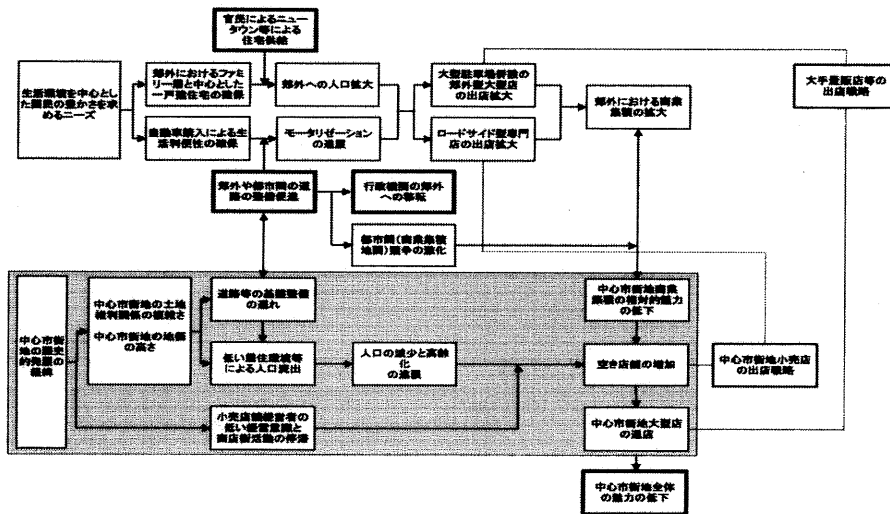 官民によるニュー
タウン等による
住宅供給
生活環境を中心とし
た国民の豊かさを求
めるニーズ
郊外におけるファミ
リー層を中心とした
一戸建住宅の確保
郊外への人口拡大
大型駐車場併設の
郊外型大型店
の出店拡大
郊外における商業
集積の拡大
大手量販店等の
出店戦略
自動車購入による生
活利便性の確保
モータリゼーション
の進展
ロードサイド型専門
店の出店拡大
郊外や都市間の道
路の整備促進
行政機関の郊外
への移転
都市間(商業集積
地間)競争の激化
中心市街
地の歴史
的発展の
経緯
中心市街地の土地
権利関係の複雑さ
中心市街地の地価
の高さ
道路等の基盤整備
の遅れ
低い居住環境等
による人口流出
人口の減少と高齢
化
の進展
小売店舗経営者の
低い経営意識と
商店街活動の停滞
中心市街地商業
集積の相対的魅力
の低下
空き店舗の増加
中心市街地小売店
の出店戦略
中心市街地大型店
の退店
中心市街地全体
の魅力の低下